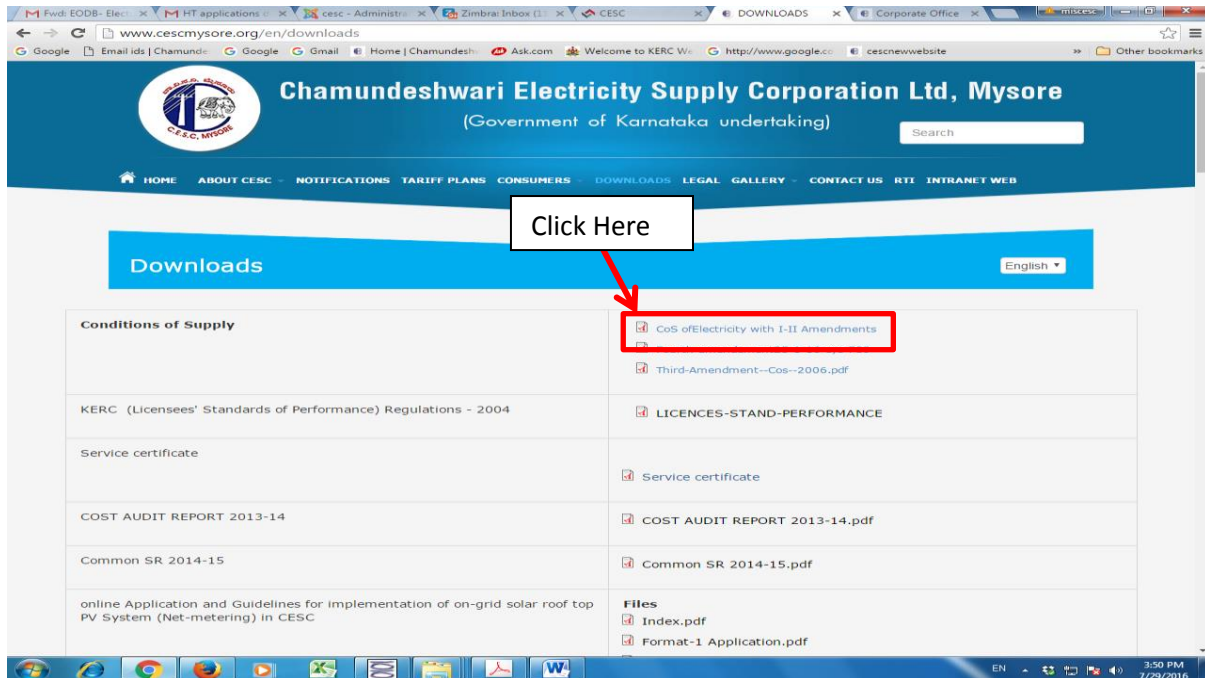 Fwd: EODB- Elect
HT applications
cesc - Administra
Zimbra: Inbox (1
CESC
DOWNLOADS
Corporate Office
www.cescmysore.org/en/downloads
Google
Email ids | Chamunde
Google
Gmail
Home | Chamundesh
Ask.com
Welcome to KERC W
http://www.google.co
cescnewwebsite
»
Other bookmarks
C.E.S.C, MYSORE
Chamundeshwari Electricity Supply Corporation Ltd, Mysore
(Government of Karnataka undertaking)
Search
HOME ABOUT CESC NOTIFICATIONS TARIFF PLANS CONSUMERS DOWNLOADS LEGAL GALLERY CONTACT US RTI INTRANET WEB
Click Here
Downloads
English
Conditions of Supply
CoS ofElectricity with I-II Amendments
Third-Amendment--Cos--2006.pdf
KERC (Licensees' Standards of Performance) Regulations - 2004
LICENCES-STAND-PERFORMANCE
Service certificate
Service certificate
COST AUDIT REPORT 2013-14
COST AUDIT REPORT 2013-14.pdf
Common SR 2014-15
Common SR 2014-15.pdf
online Application and Guidelines for implementation of on-grid solar roof top
PV System (Net-metering) in CESC
Files
Index.pdf
Format-1 Application.pdf
EN
3:50 PM
7/29/2016